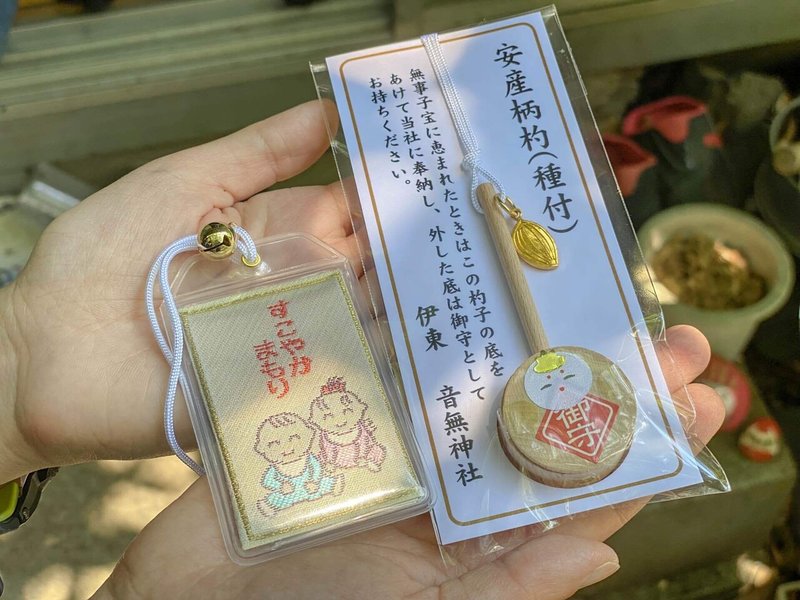 すこやか
まもり
安産柄杓(種付)
無事子宝に恵まれたときはこの杓子の底を
あけて当社に奉納し、外した底は御守として
お持ちください。
伊東 音無神社
御守